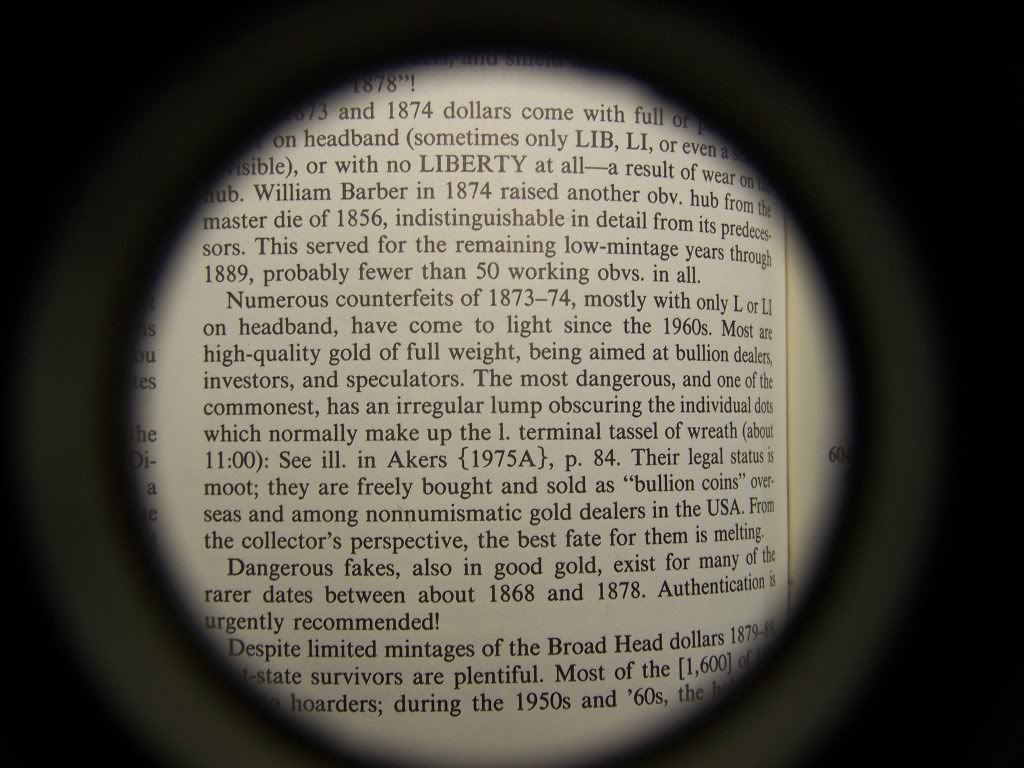 1878”!
and 1874 dollars come with full or
on headband (sometimes only LIB, LI, or even a
visible), or with no LIBERTY at all—a result of wear on
hub. William Barber in 1874 raised another obv. hub from the
master die of 1856, indistinguishable in detail from its predeces-
sors. This served for the remaining low-mintage years through
1889, probably fewer than 50 working obvs. in all.
Numerous counterfeits of 1873–74, mostly with only L or LI
on headband, have come to light since the 1960s. Most are
high-quality gold of full weight, being aimed at bullion dealers,
investors, and speculators. The most dangerous, and one of the
commonest, has an irregular lump obscuring the individual dots
which normally make up the l. terminal tassel of wreath (about
11:00): See ill. in Akers {1975A}, p. 84. Their legal status is
moot; they are freely bought and sold as “bullion coins” over-
seas and among nonnumismatic gold dealers in the USA. From
the collector’s perspective, the best fate for them is melting.
Dangerous fakes, also in good gold, exist for many of the
rarer dates between about 1868 and 1878. Authentication is
urgently recommended!
Despite limited mintages of the Broad Head dollars 1879–89
-state survivors are plentiful. Most of the [1,600] of
hoarders; during the 1950s and ’60s, the